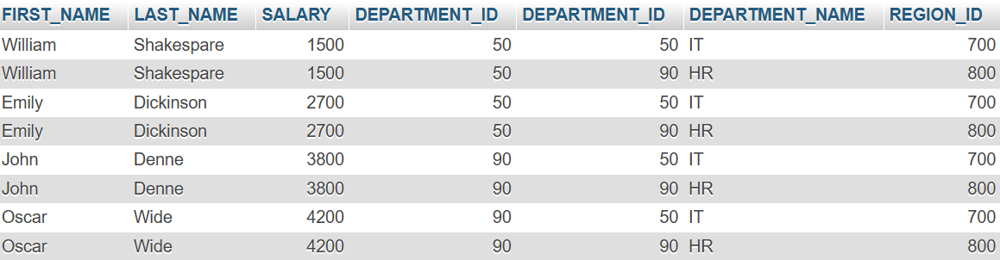 FIRST_NAME LAST_NAME SALARY DEPARTMENT_ID DEPARTMENT_ID DEPARTMENT_NAME REGION_ID
William Shakespare 1500 50 50 IT 700
William Shakespare 1500 50 90 HR 800
Emily Dickinson 2700 50 50 IT 700
Emily Dickinson 2700 50 90 HR 800
John Denne 3800 90 50 IT 700
John Denne 3800 90 90 HR 800
Oscar Wide 4200 90 50 IT 700
Oscar Wide 4200 90 90 HR 800